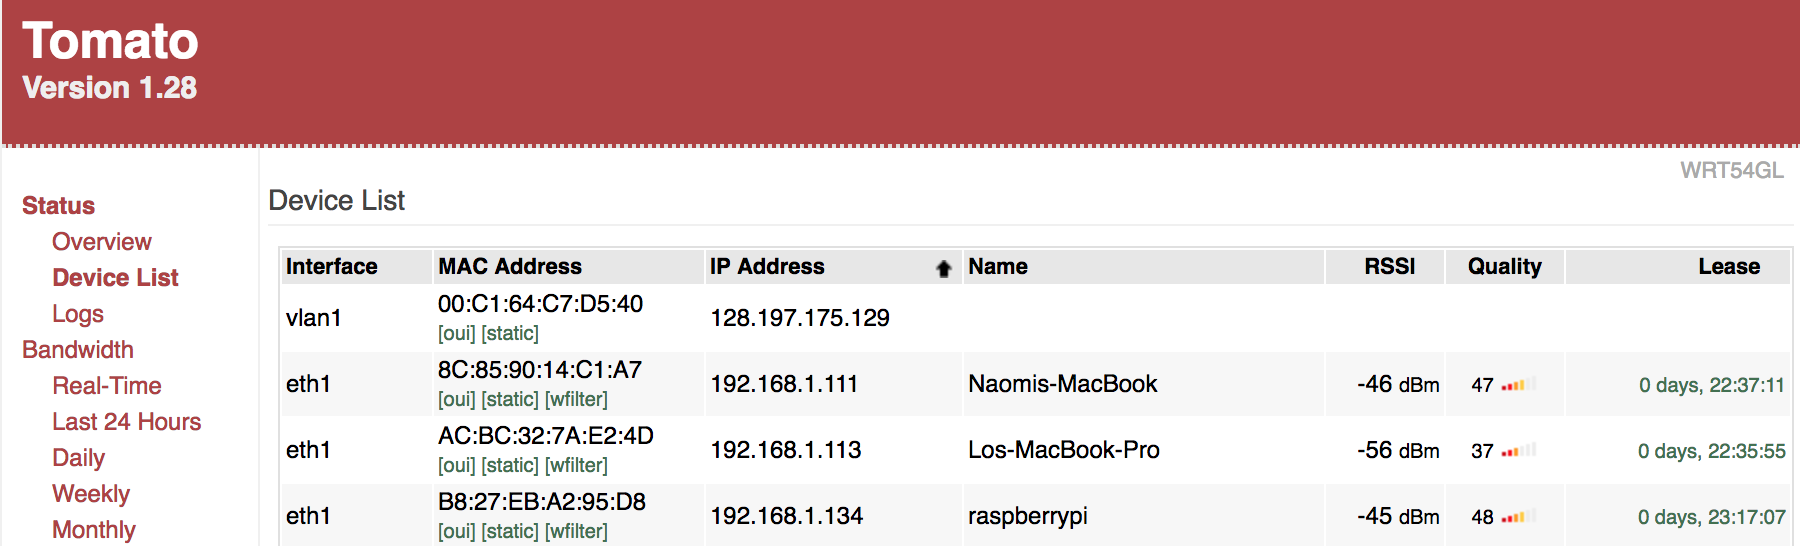 Tomato
Version 1.28
WRT54GL
Status
Overview
Device List
Logs
Bandwidth
Real-Time
Last 24 Hours
Daily
Weekly
Monthly
Device List
Interface MAC Address IP Address Name RSSI Quality Lease
vlan1 00:C1:64:C7:D5:40 128.197.175.129
[oui] [static]
eth1 8C:85:90:14:C1:A7 192.168.1.111 Naomis-MacBook -46 dBm 47 0 days, 22:37:11
[oui] [static] [wfilter]
eth1 AC:BC:32:7A:E2:4D 192.168.1.113 Los-MacBook-Pro -56 dBm 37 0 days, 22:35:55
[oui] [static] [wfilter]
eth1 B8:27:EB:A2:95:D8 192.168.1.134 raspberrypi -45 dBm 48 0 days, 23:17:07
[oui] [static] [wfilter]